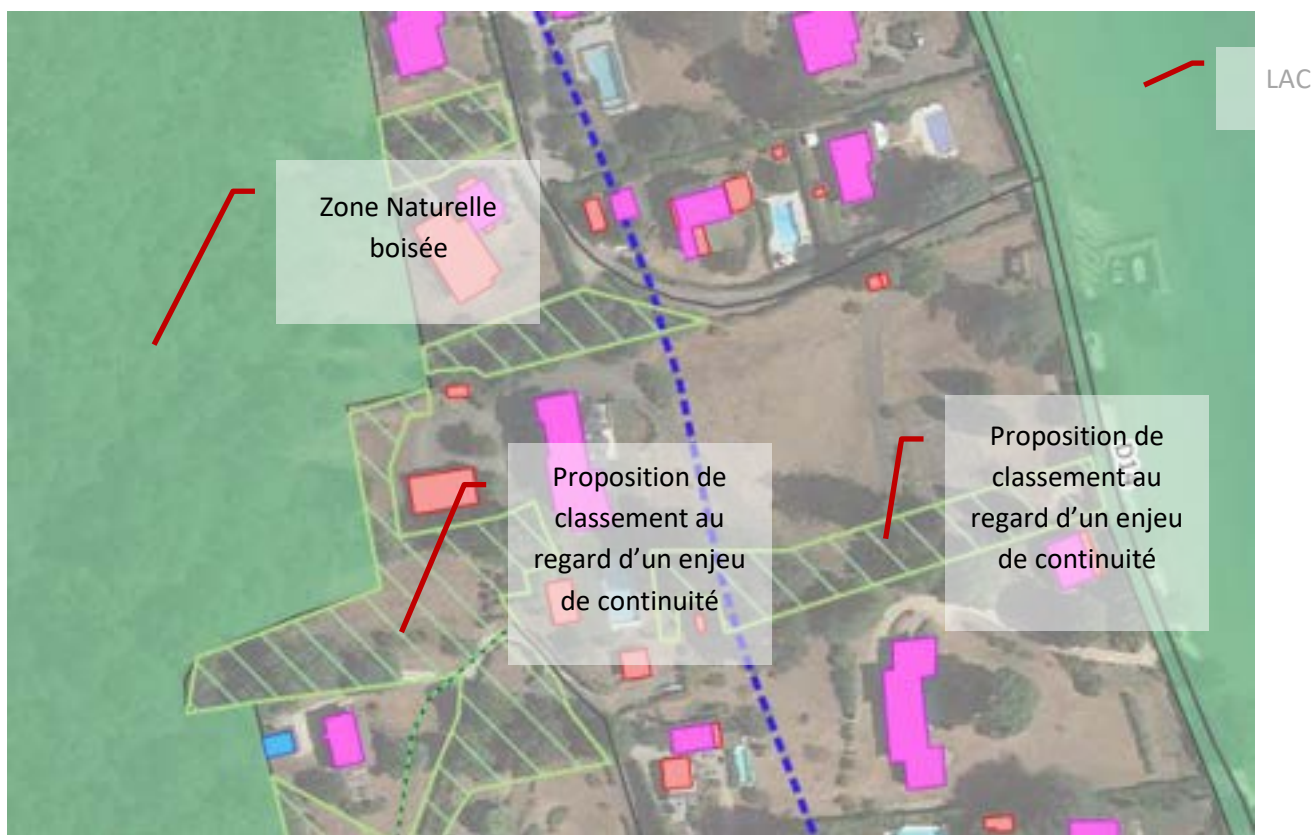 LAC
Zone Naturelle
boisée
Proposition de
classement au
regard d’un enjeu
de continuité
Proposition de
classement au
regard d’un enjeu
de continuité